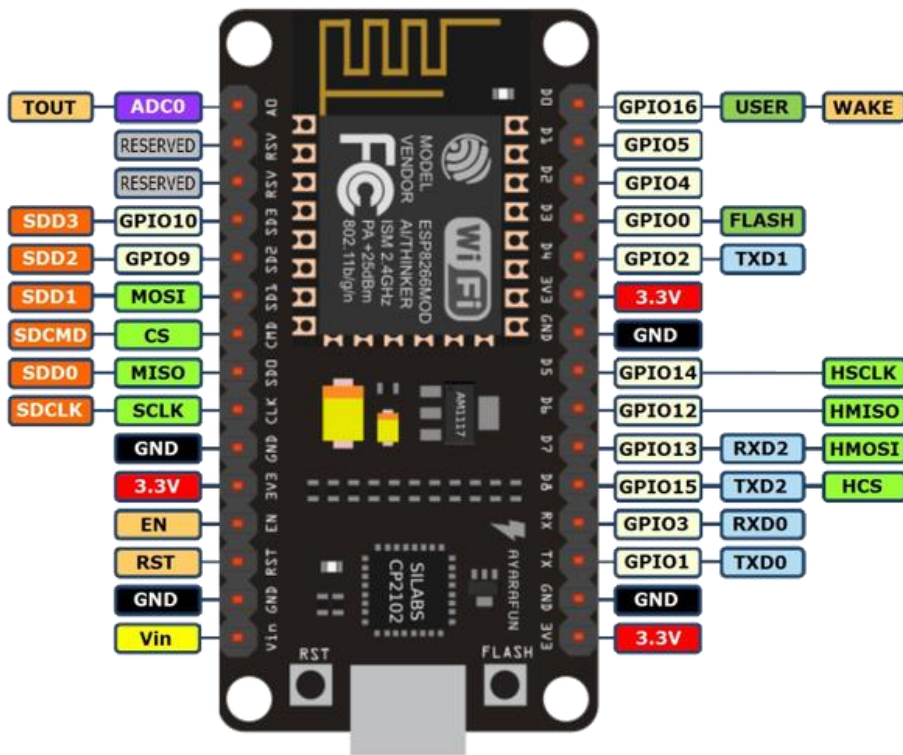 TOUT ADC0 A0 D0 GPIO16 USER WAKE
RESERVED RSV D1 GPIO5
RESERVED RSV D2 GPIO4
SDD3 GPIO10 SD3 D3 GPIO0 FLASH
SDD2 GPIO9 SD2 D4 GPIO2 TXD1
SDD1 MOSI SD1 3V3 3.3V
SDCMD CS CMD GND GND
SDD0 MISO SD0 D5 GPIO14 HSCLK
SDCLK SCLK CLK D6 GPIO12 HMISO
GND GND D7 GPIO13 RXD2 HMOSI
3.3V 3V3 D8 GPIO15 TXD2 HCS
EN EN RX GPIO3 RXD0
RST RST TX GPIO1 TXD0
GND GND GND GND
Vin Vin 3V3 3.3V
MODEL
VENDOR
FC
WiFi
ESP8266MOD
AI/THINKER
ISM 2.4GHz
PA +25dBm
802.11b/g/n
AM1117
SILABS
CP2102
AYARAFUN
RST
FLASH